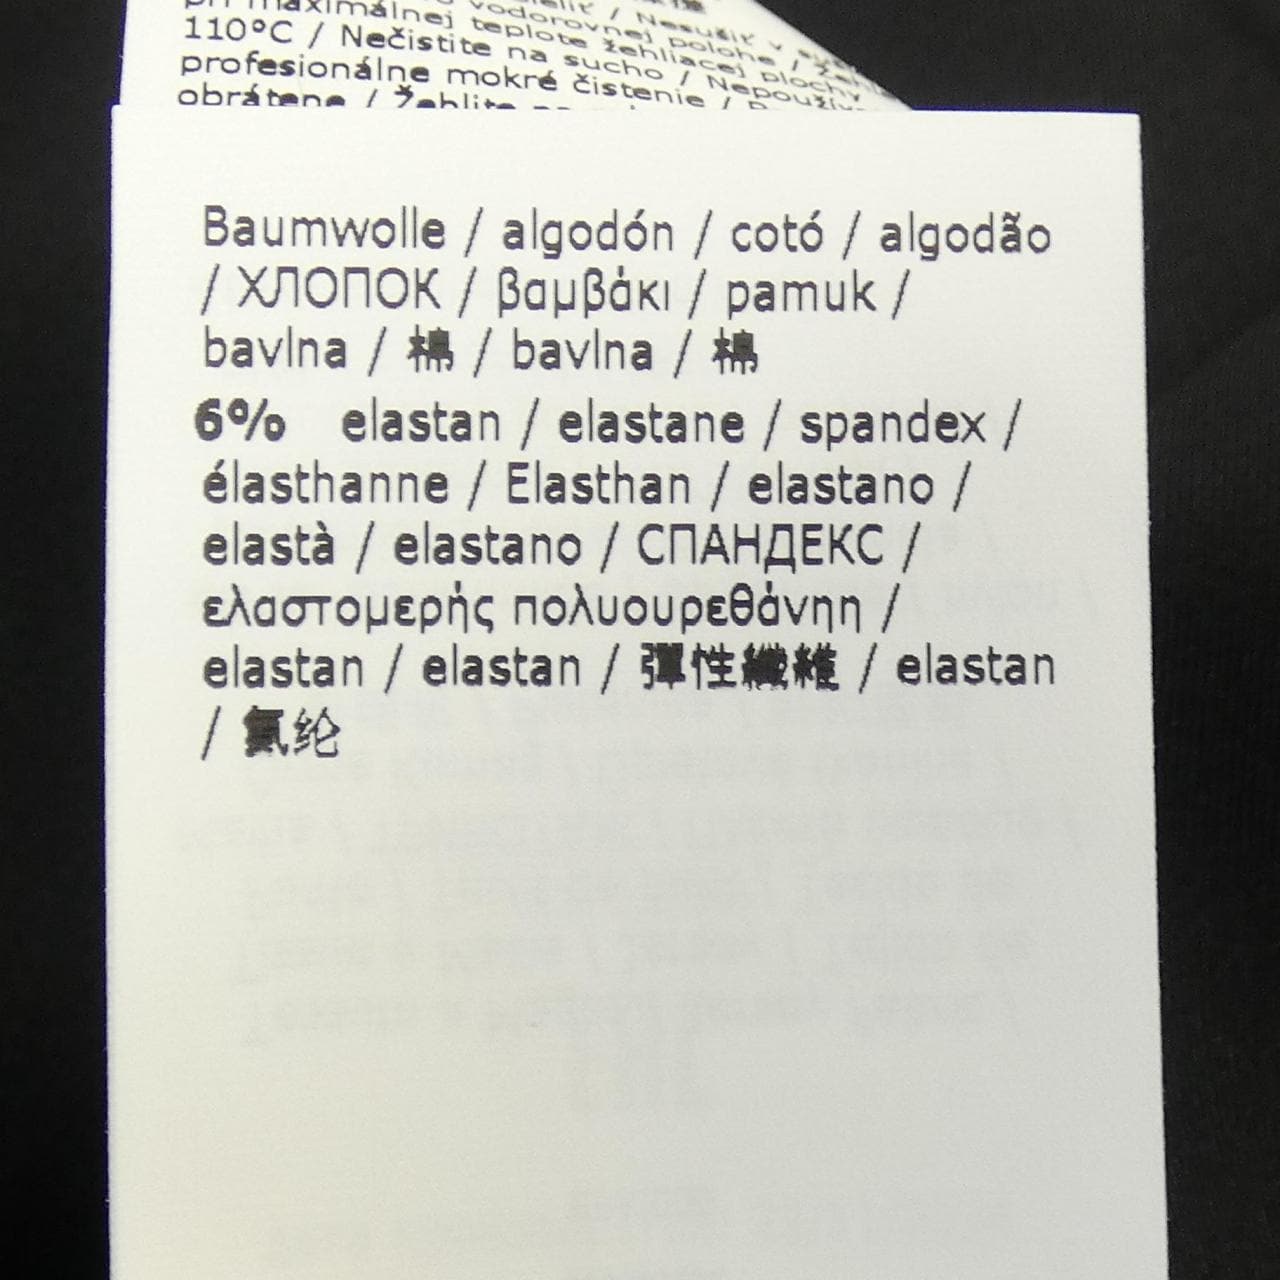 110°C / Nečistite na sucho /
profesionálne mokré čistenie /
Baumwolle / algodón / cotó / algodão
/ ХЛОПОК / βαμβάκι / pamuk /
bavlna / 棉 / bavlna / 棉
6% elastan / elastane / spandex /
élasthanne / Elasthan / elastano /
elastà / elastano / СПАНДЕКС /
ελαστομερής πολυουρεθάνηη /
elastan / elastan / 彈性纖維 / elastan
/ 氨纶